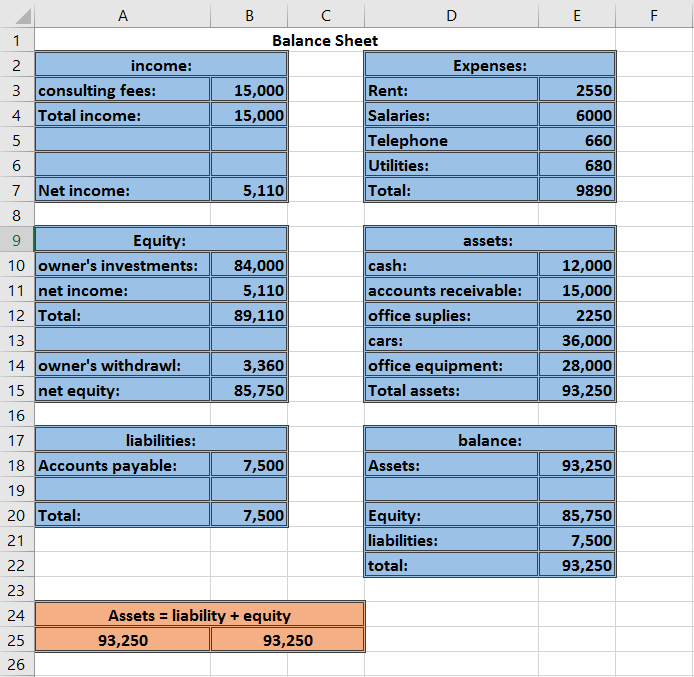 A B C D E F
1 Balance Sheet
2 income: Expenses:
3 consulting fees: 15,000 Rent: 2550
4 Total income: 15,000 Salaries: 6000
5 Telephone 660
6 Utilities: 680
7 Net income: 5,110 Total: 9890
8
9 Equity: assets:
10 owner's investments: 84,000 cash: 12,000
11 net income: 5,110 accounts receivable: 15,000
12 Total: 89,110 office suplies: 2250
13 cars: 36,000
14 owner's withdrawl: 3,360 office equipment: 28,000
15 net equity: 85,750 Total assets: 93,250
16
17 liabilities: balance:
18 Accounts payable: 7,500 Assets: 93,250
19
20 Total: 7,500 Equity: 85,750
21 liabilities: 7,500
22 total: 93,250
23
24 Assets = liability + equity
25 93,250 93,250
26